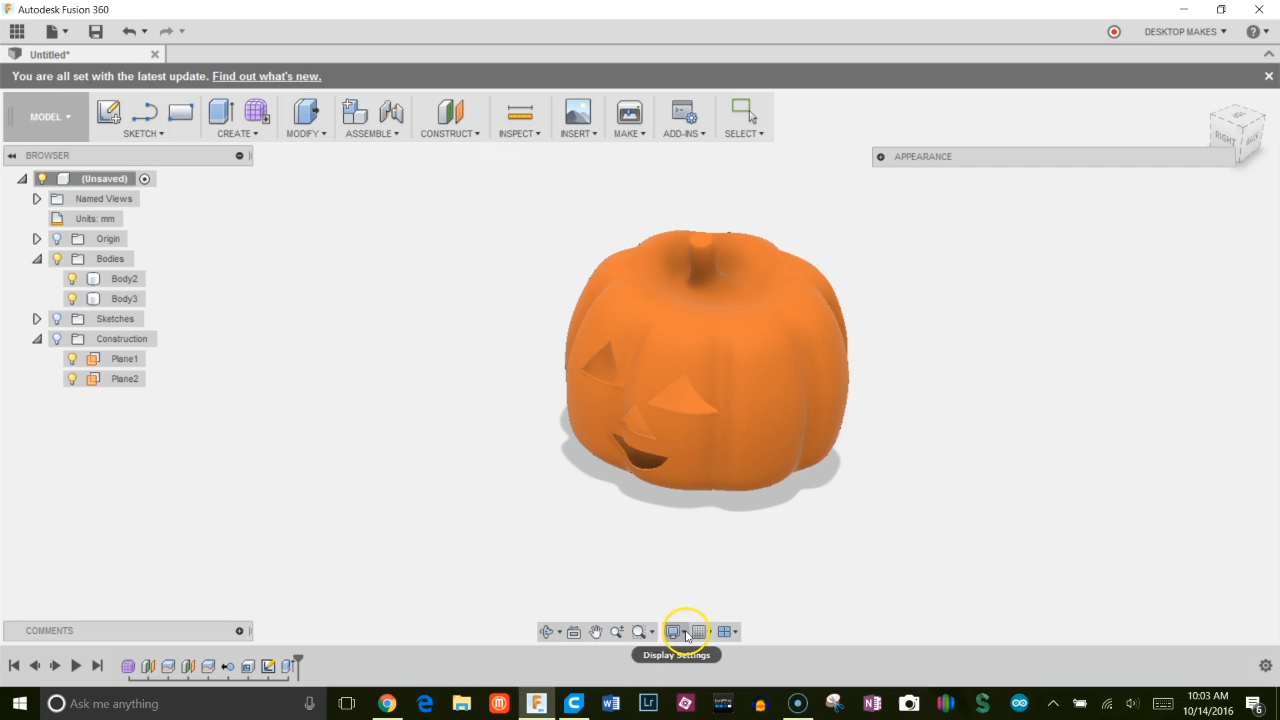 Autodesk Fusion 360
DESKTOP MAKES
Untitled*
You are all set with the latest update. Find out what's new.
MODEL
SKETCH
CREATE
MODIFY
ASSEMBLE
CONSTRUCT
INSPECT
INSERT
MAKE
ADD-INS
SELECT
RIGHT
BACK
BROWSER
APPEARANCE
(Unsaved)
Named Views
Units: mm
Origin
Bodies
Body2
Body3
Sketches
Construction
Plane1
Plane2
COMMENTS
Display Settings
Ask me anything
10:03 AM
10/14/2016
6